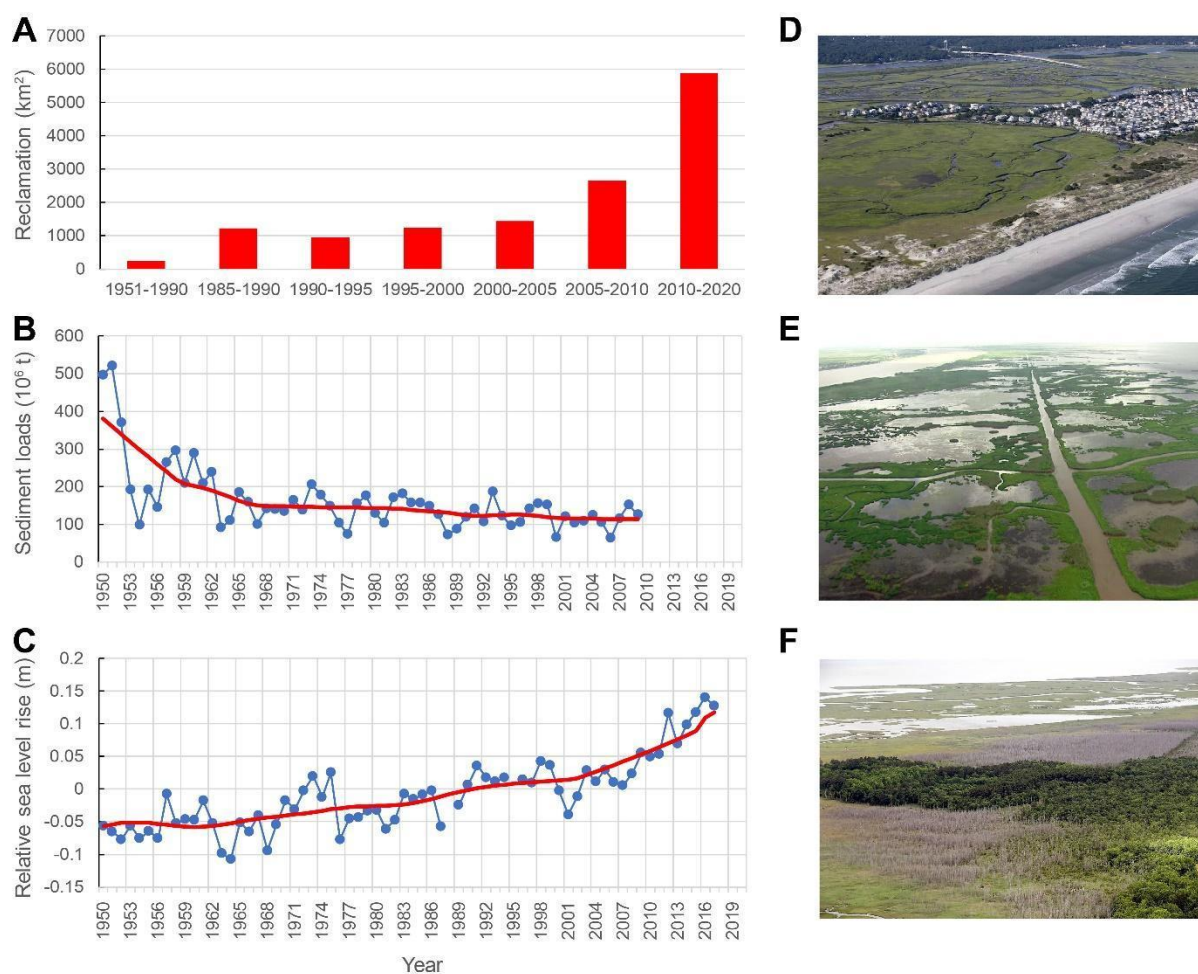 A
7000
6000
5000
4000
3000
2000
1000
0
Reclamation (km²)
1951-1990 1985-1990 1990-1995 1995-2000 2000-2005 2005-2010 2010-2020
B
600
500
400
300
200
100
0
Sediment loads (10⁶ t)
1950 1953 1956 1959 1962 1965 1968 1971 1974 1977 1980 1983 1986 1989 1992 1995 1998 2001 2004 2007 2010 2013 2016 2019
C
0.2
0.15
0.1
0.05
0
-0.05
-0.1
-0.15
Relative sea level rise (m)
1950 1953 1956 1959 1962 1965 1968 1971 1974 1977 1980 1983 1986 1989 1992 1995 1998 2001 2004 2007 2010 2013 2016 2019
Year
D
E
F